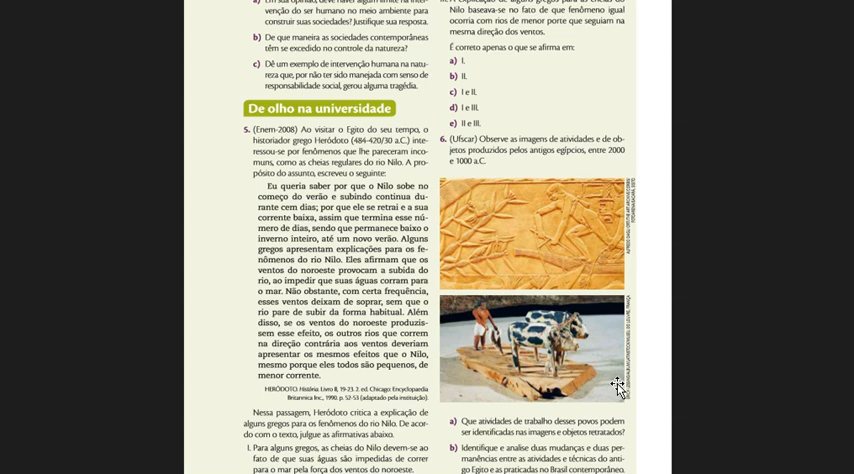 venção do ser humano no meio ambiente para
construir suas sociedades? Justifique sua resposta.
b) De que maneira as sociedades contemporâneas
têm se excedido no controle da natureza?
c) Dê um exemplo de intervenção humana na natu-
reza que, por não ter sido manejada com senso de
responsabilidade social, gerou alguma tragédia.
De olho na universidade
5. (Enem-2008) Ao visitar o Egito do seu tempo, o
historiador grego Heródoto (484-420/30 a.C.) inte-
ressou-se por fenômenos que lhe pareceram inco-
muns, como as cheias regulares do rio Nilo. A pro-
pósito do assunto, escreveu o seguinte:
Eu queria saber por que o Nilo sobe no
começo do verão e subindo continua du-
rante cem dias; por que ele se retrai e a sua
corrente baixa, assim que termina esse nú-
mero de dias, sendo que permanece baixo o
inverno inteiro, até um novo verão. Alguns
gregos apresentam explicações para os fe-
nômenos do rio Nilo. Eles afirmam que os
ventos do noroeste provocam a subida do
rio, ao impedir que suas águas corram para
o mar. Não obstante, com certa frequência,
esses ventos deixam de soprar, sem que o
rio pare de subir da forma habitual. Além
disso, se os ventos do noroeste produzis-
sem esse efeito, os outros rios que correm
na direção contrária aos ventos deveriam
apresentar os mesmos efeitos que o Nilo,
mesmo porque eles todos são pequenos, de
menor corrente.
HERÓDOTO. História. Livro II, 19-23. 2. ed. Chicago: Encyclopaedia
Britannica Inc., 1990. p. 52-53 (adaptado pela instituição).
Nessa passagem, Heródoto critica a explicação de
alguns gregos para os fenômenos do rio Nilo. De acor-
do com o texto, julgue as afirmativas abaixo.
I. Para alguns gregos, as cheias do Nilo devem-se ao
fato de que suas águas são impedidas de correr
para o mar pela força dos ventos do noroeste.
Nilo baseava-se no fato de que fenômeno igual
ocorria com rios de menor porte que seguiam na
mesma direção dos ventos.
É correto apenas o que se afirma em:
a) I.
b) II.
c) I e II.
d) I e III.
e) II e III.
6. (Ufscar) Observe as imagens de atividades e de ob-
jetos produzidos pelos antigos egípcios, entre 2000
e 1000 a.C.
a) Que atividades de trabalho desses povos podem
ser identificadas nas imagens e objetos retratados?
b) Identifique e analise duas mudanças e duas per-
manências entre as atividades e técnicas do anti-
go Egito e as praticadas no Brasil contemporâneo.